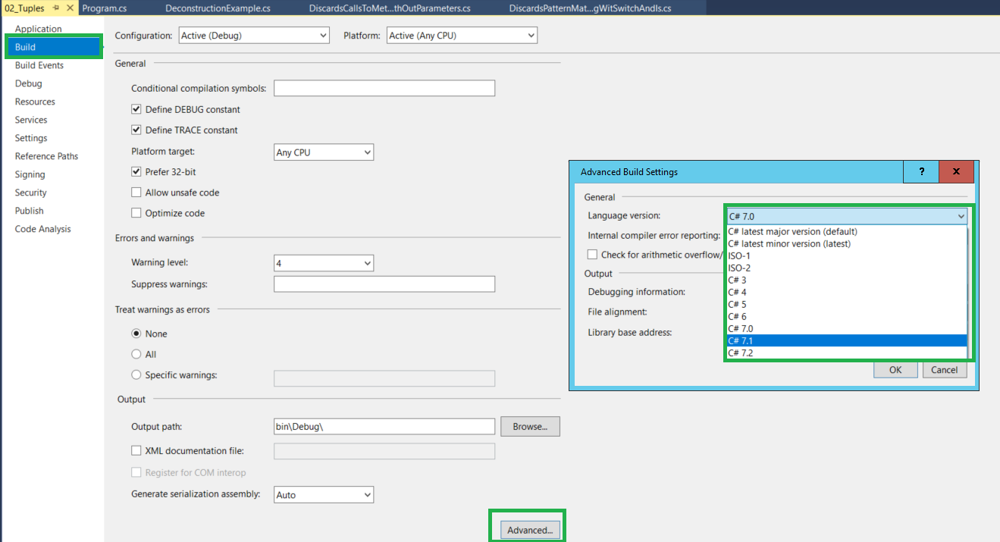 02_Tuples Program.cs DeconstructionExample.cs DiscardsCallsToMet...thOutParameters.cs DiscardsPatternMat...gWitSwitchAndIs.cs
Application
Build
Build Events
Debug
Resources
Services
Settings
Reference Paths
Signing
Security
Publish
Code Analysis
Configuration: Active (Debug) Platform: Active (Any CPU)
General
Conditional compilation symbols:
Define DEBUG constant
Define TRACE constant
Platform target: Any CPU
Prefer 32-bit
Allow unsafe code
Optimize code
Errors and warnings
Warning level: 4
Suppress warnings:
Treat warnings as errors
None
All
Specific warnings:
Output
Output path: bin\Debug\ Browse...
XML documentation file:
Register for COM interop
Generate serialization assembly: Auto
Advanced...
Advanced Build Settings ? x
General
Language version: C# 7.0
Internal compiler error reporting:
Check for arithmetic overflow/
Output
Debugging information:
File alignment:
Library base address:
C# latest major version (default)
C# latest minor version (latest)
ISO-1
ISO-2
C# 3
C# 4
C# 5
C# 6
C# 7.0
C# 7.1
C# 7.2
OK Cancel